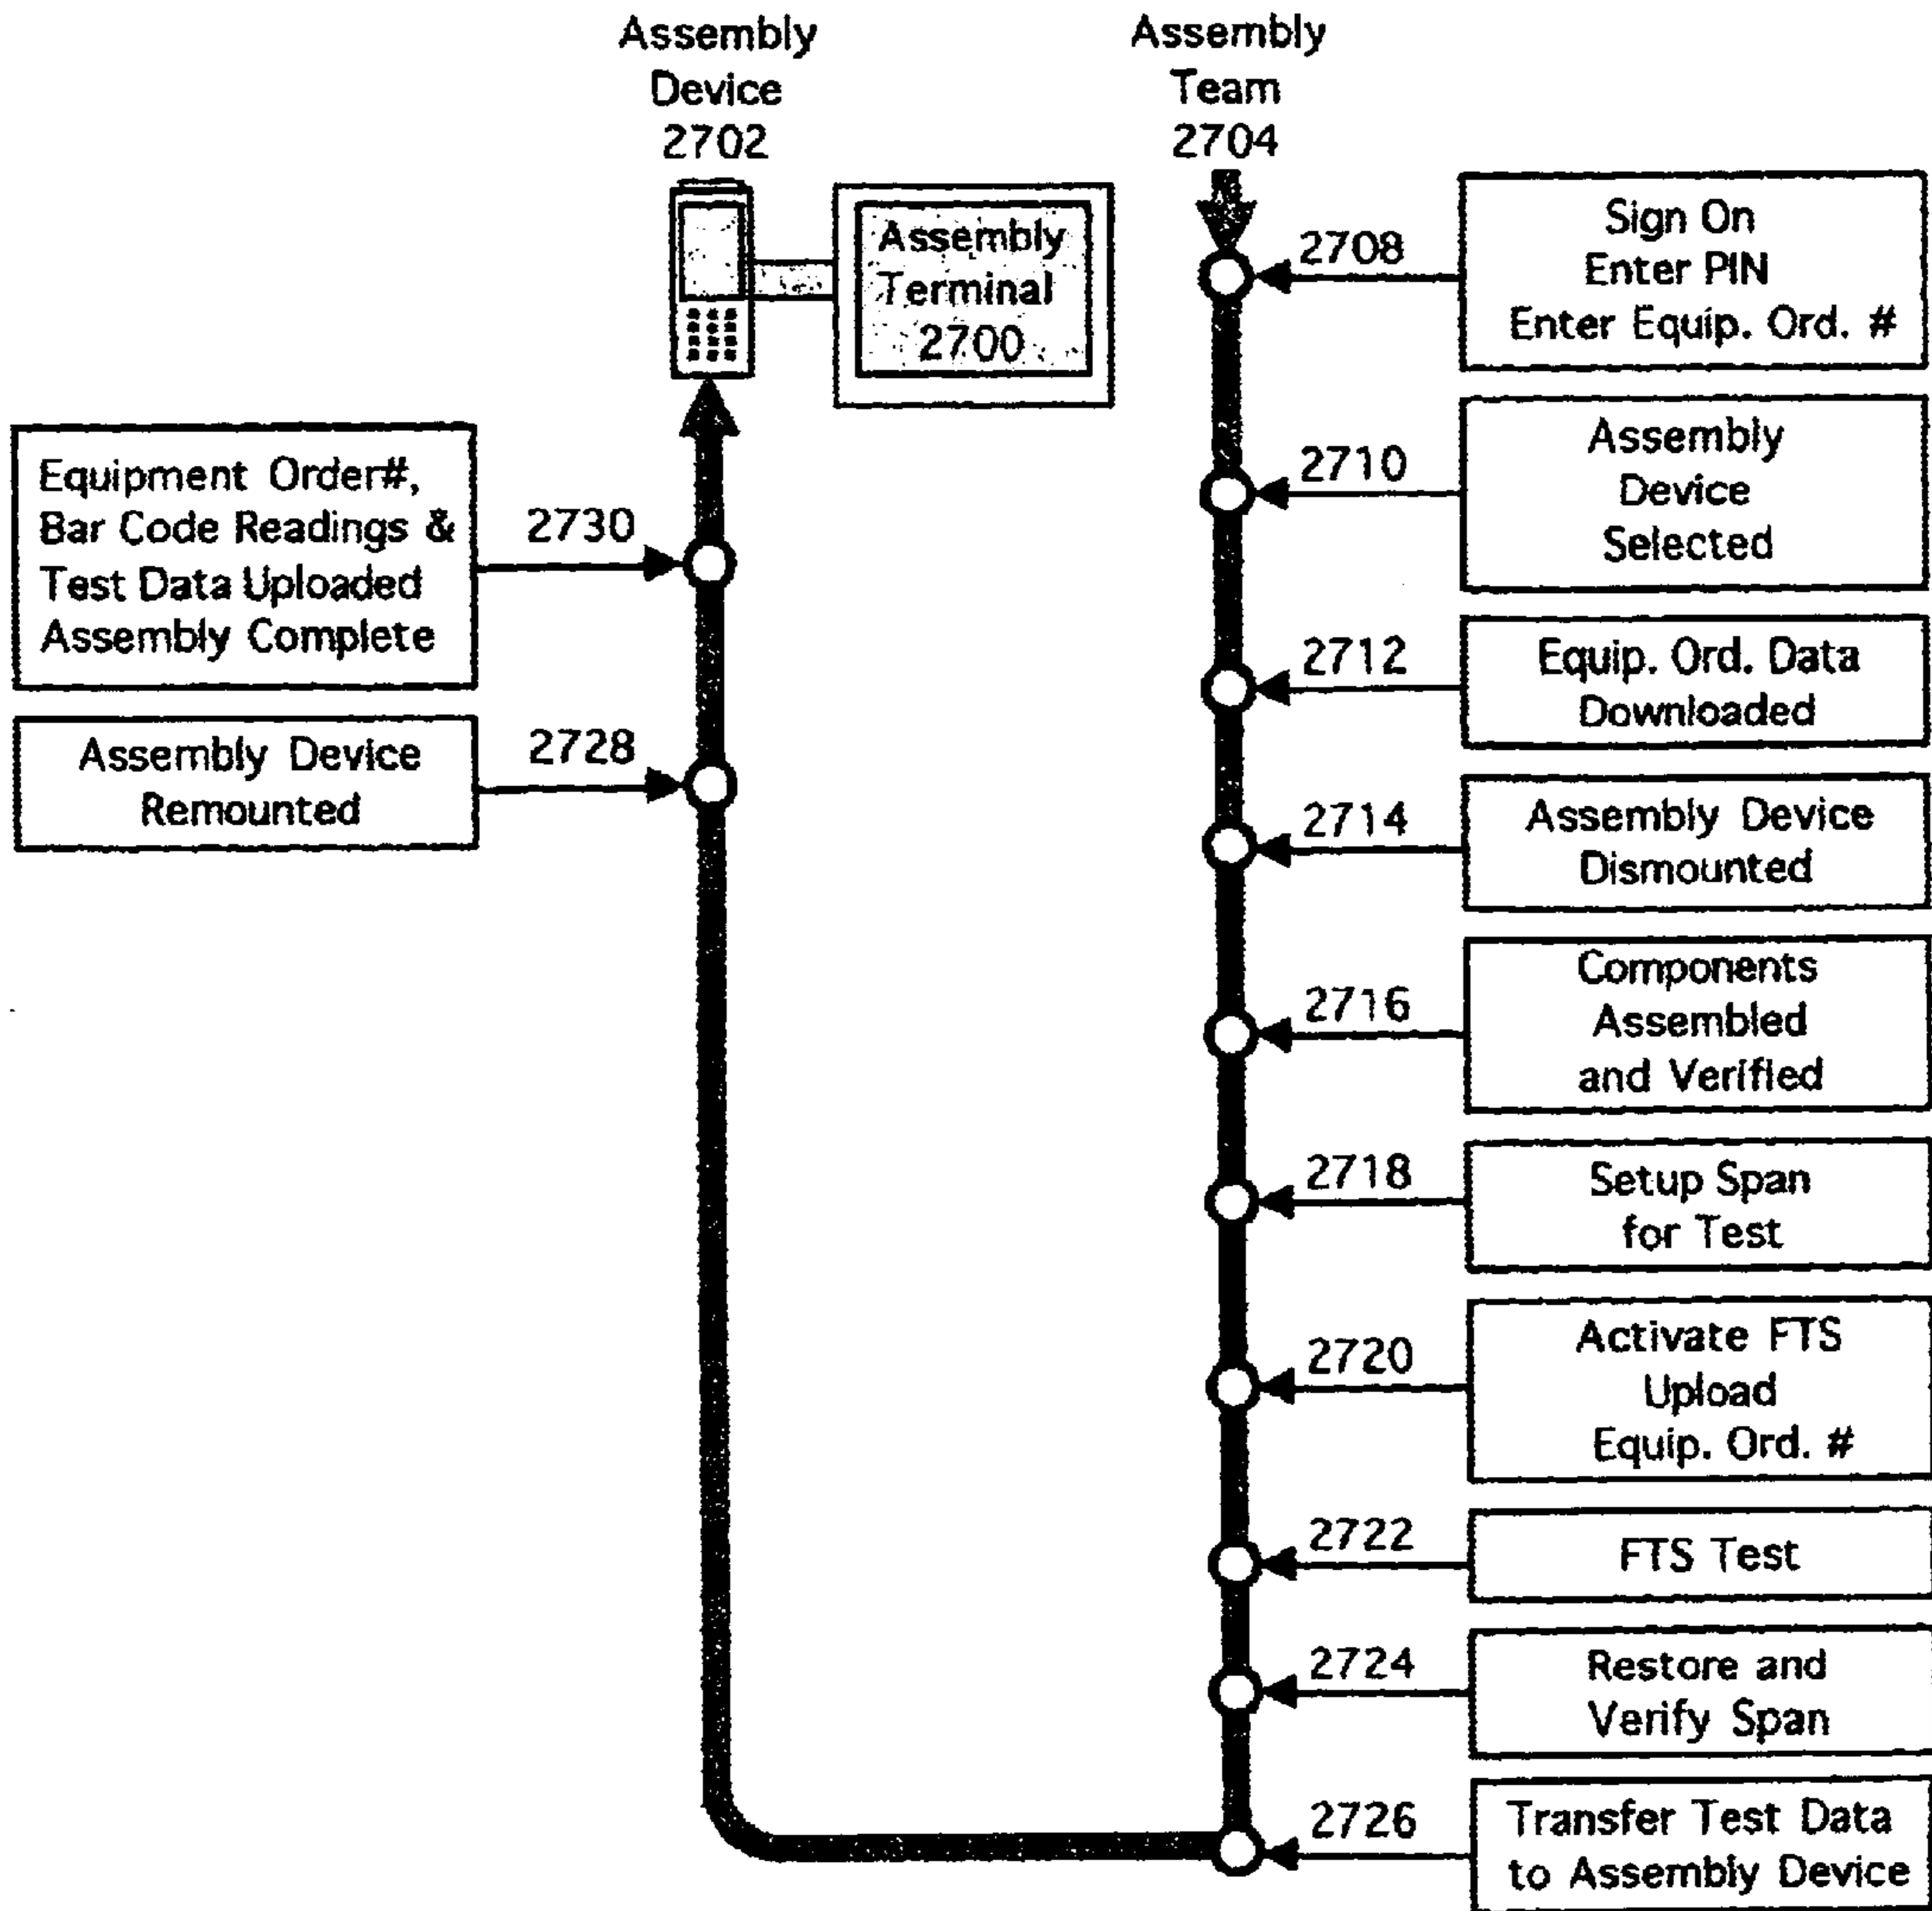 Assembly
Device
2702
Assembly
Team
2704
Assembly
Terminal
2700
2708
Sign On
Enter PIN
Enter Equip. Ord. #
2710
Assembly
Device
Selected
2712
Equip. Ord. Data
Downloaded
2714
Assembly Device
Dismounted
2716
Components
Assembled
and Verified
2718
Setup Span
for Test
2720
Activate FTS
Upload
Equip. Ord. #
2722
FTS Test
2724
Restore and
Verify Span
2726
Transfer Test Data
to Assembly Device
Assembly Device
Remounted
2728
Equipment Order#,
Bar Code Readings &
Test Data Uploaded
Assembly Complete
2730